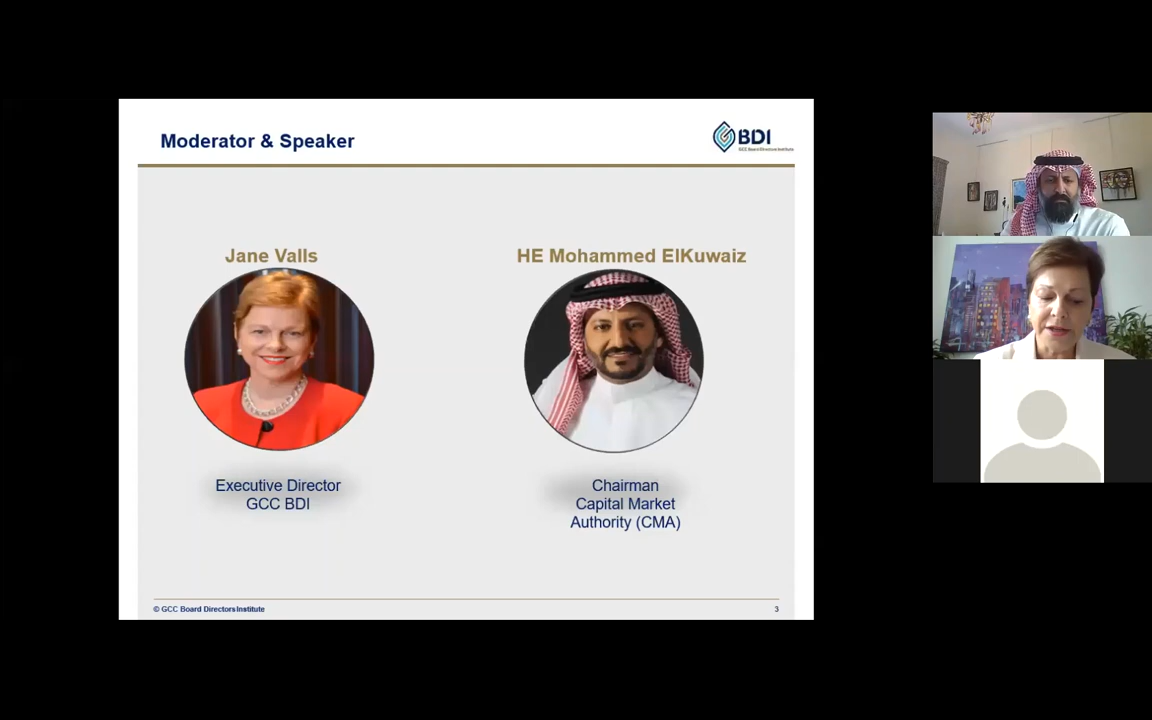 Moderator & Speaker
BDI
GCC Board Directors Institute
Jane Valls
HE Mohammed ElKuwaiz
Executive Director
GCC BDI
Chairman
Capital Market
Authority (CMA)
© GCC Board Directors Institute
3